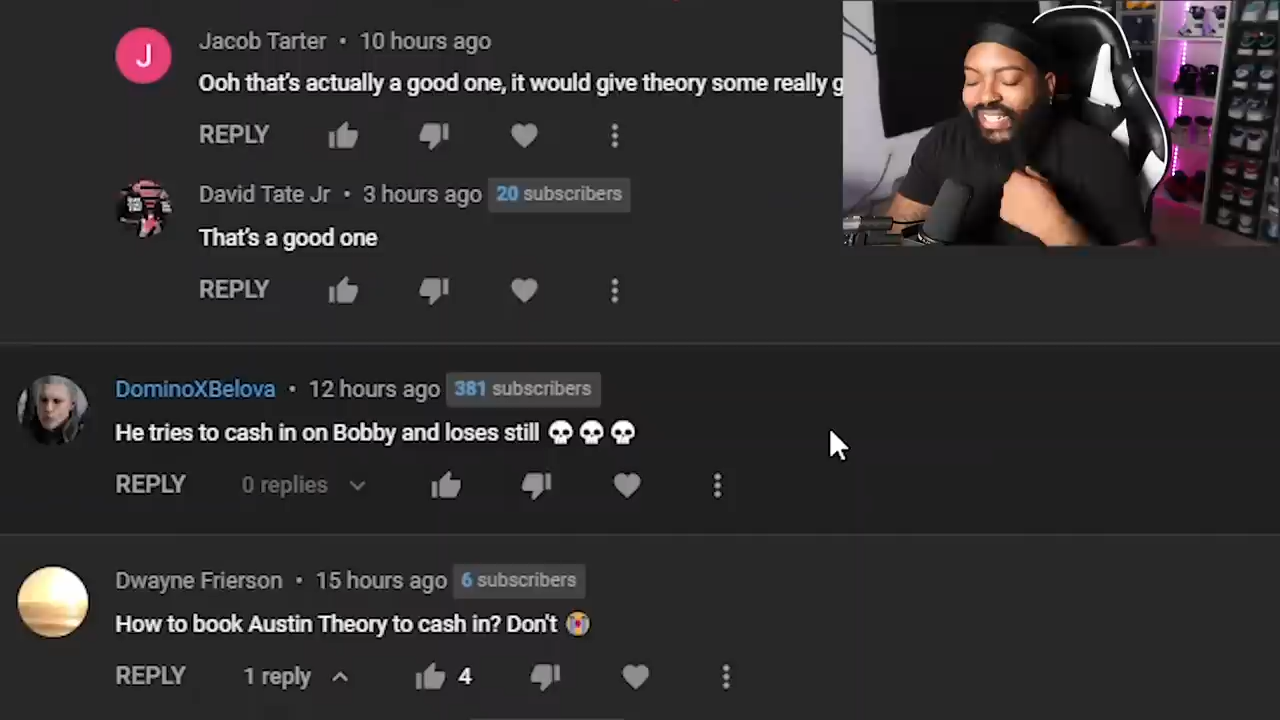 J
Jacob Tarter • 10 hours ago
Ooh that's actually a good one, it would give theory some really g
REPLY
David Tate Jr • 3 hours ago 20 subscribers
That's a good one
REPLY
DominoXBelova • 12 hours ago 381 subscribers
He tries to cash in on Bobby and loses still 💀💀💀
REPLY 0 replies
Dwayne Frierson • 15 hours ago 6 subscribers
How to book Austin Theory to cash in? Don't 😭
REPLY 1 reply 4